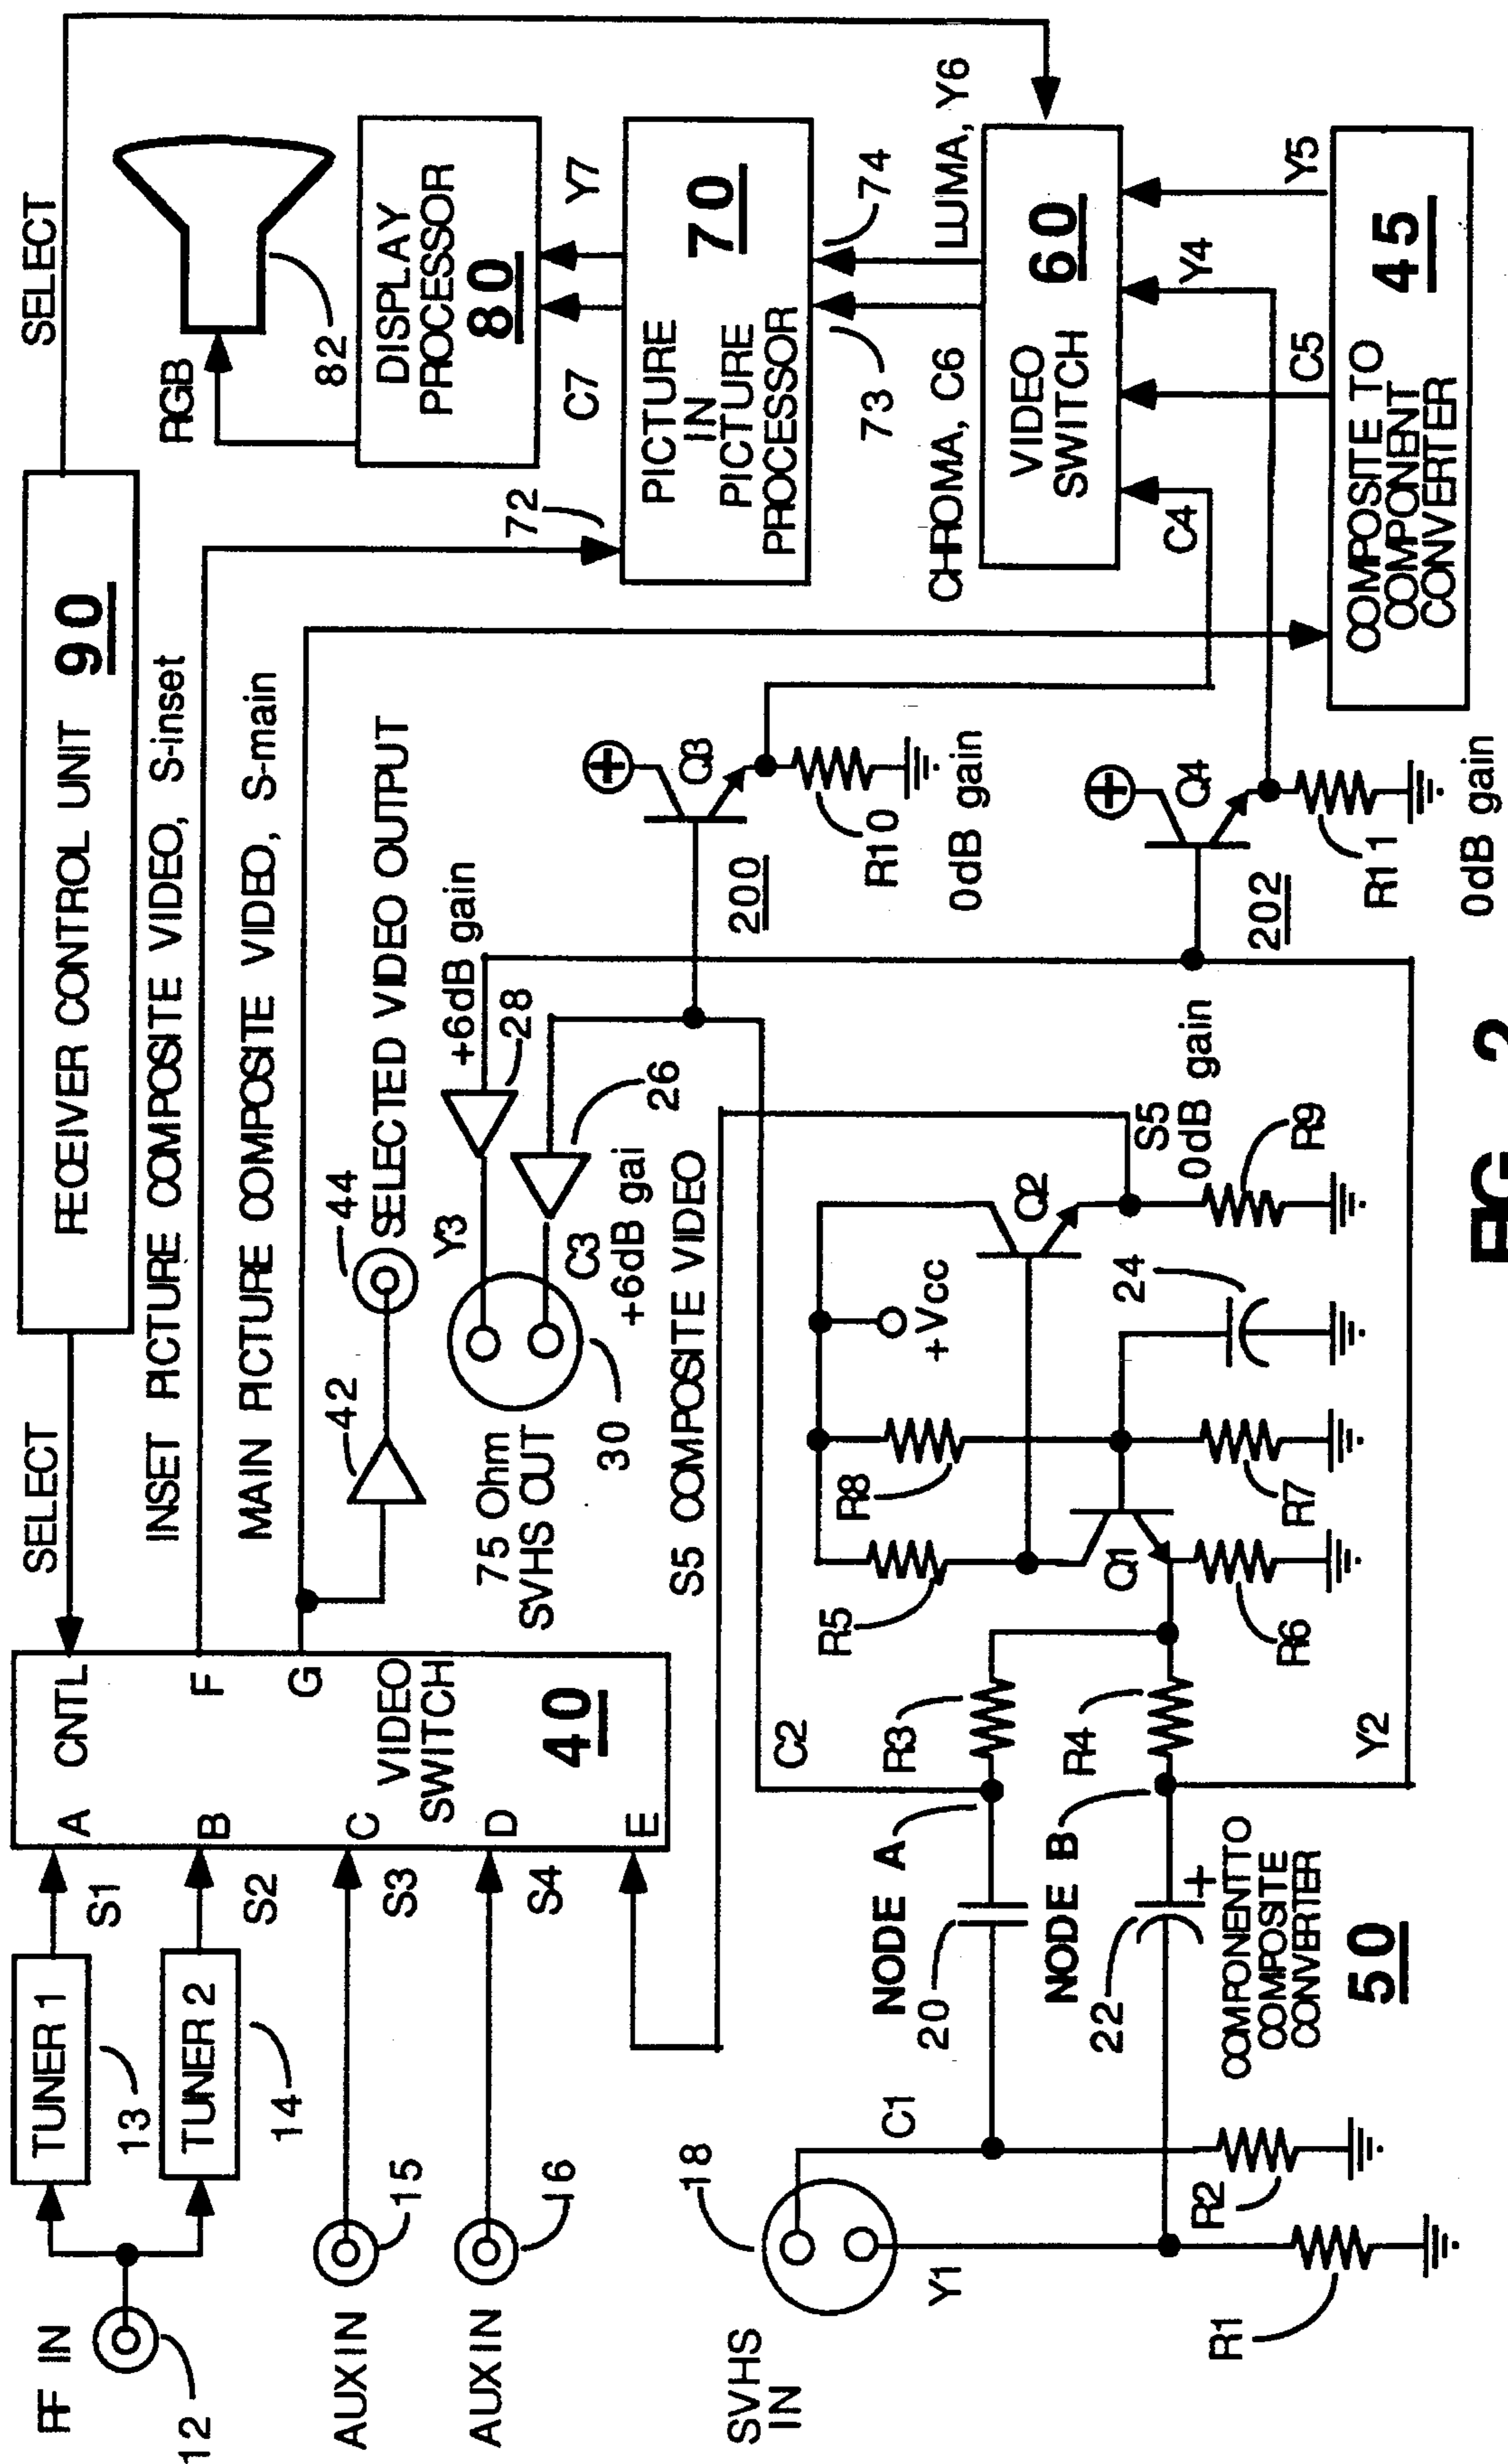 RF IN
12
TUNER 1
13
TUNER 2
14
S1
S2
AUX IN
15
S3
AUX IN
16
S4
A
B
C
D
E
CNTL
F
G
VIDEO
SWITCH
40
SELECT
RECEIVER CONTROL UNIT 90
SELECT
INSET PICTURE COMPOSITE VIDEO, S-inset
MAIN PICTURE COMPOSITE VIDEO, S-main
42
44
SELECTED VIDEO OUTPUT
75 Ohm
SVHS OUT
30
Y3
C3
+6dB gain
28
26
+6dB gai
S5 COMPOSITE VIDEO
RGB
82
DISPLAY
PROCESSOR
80
C7
Y7
72
PICTURE
IN
PICTURE
PROCESSOR
70
73
74
CHROMA, C6
LUMA, Y6
VIDEO
SWITCH
60
C4
C5
Y4
Y5
COMPOSITE TO
COMPONENT
CONVERTER
45
SVHS
IN
18
Y1
C1
R1
R2
NODE A
20
NODE B
22
+
COMPONENT TO
COMPOSITE
CONVERTER
50
C2
R3
R4
Y2
R5
R8
Q1
R6
R7
+Vcc
24
Q2
S5
0dB gain
R9
200
Q3
R10
0dB gain
202
Q4
R11
0dB gain
FIG. 2